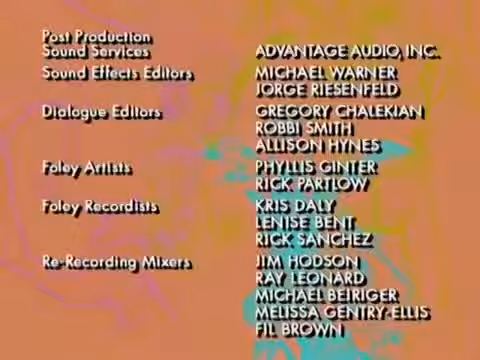 Post Production
Sound Services ADVANTAGE AUDIO, INC.
Sound Effects Editors MICHAEL WARNER
JORGE RIESENFELD
Dialogue Editors GREGORY CHALEKIAN
ROBBI SMITH
ALLISON HYNES
Foley Artists PHYLLIS GINTER
RICK PARTLOW
Foley Recordists KRIS DALY
LENISE BENT
RICK SANCHEZ
Re-Recording Mixers JIM HODSON
RAY LEONARD
MICHAEL BEIRIGER
MELISSA GENTRY-ELLIS
FIL BROWN